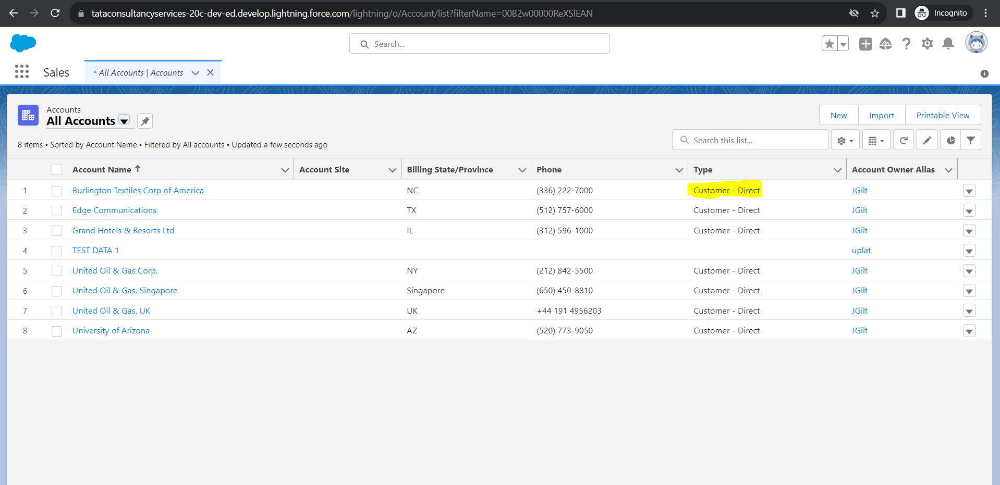 tataconsultancyservices-20c-dev-ed.develop.lightning.force.com/lightning/o/Account/list?filterName=00B2w00000ReXSlEAN
Incognito
Search...
Sales
* All Accounts | Accounts
Accounts
All Accounts
New Import Printable View
8 items • Sorted by Account Name • Filtered by All accounts • Updated a few seconds ago
Search this list...
Account Name Account Site Billing State/Province Phone Type Account Owner Alias
1 Burlington Textiles Corp of America NC (336) 222-7000 Customer - Direct JGilt
2 Edge Communications TX (512) 757-6000 Customer - Direct JGilt
3 Grand Hotels & Resorts Ltd IL (312) 596-1000 Customer - Direct JGilt
4 TEST DATA 1 uplat
5 United Oil & Gas Corp. NY (212) 842-5500 Customer - Direct JGilt
6 United Oil & Gas, Singapore Singapore (650) 450-8810 Customer - Direct JGilt
7 United Oil & Gas, UK UK +44 191 4956203 Customer - Direct JGilt
8 University of Arizona AZ (520) 773-9050 Customer - Direct JGilt